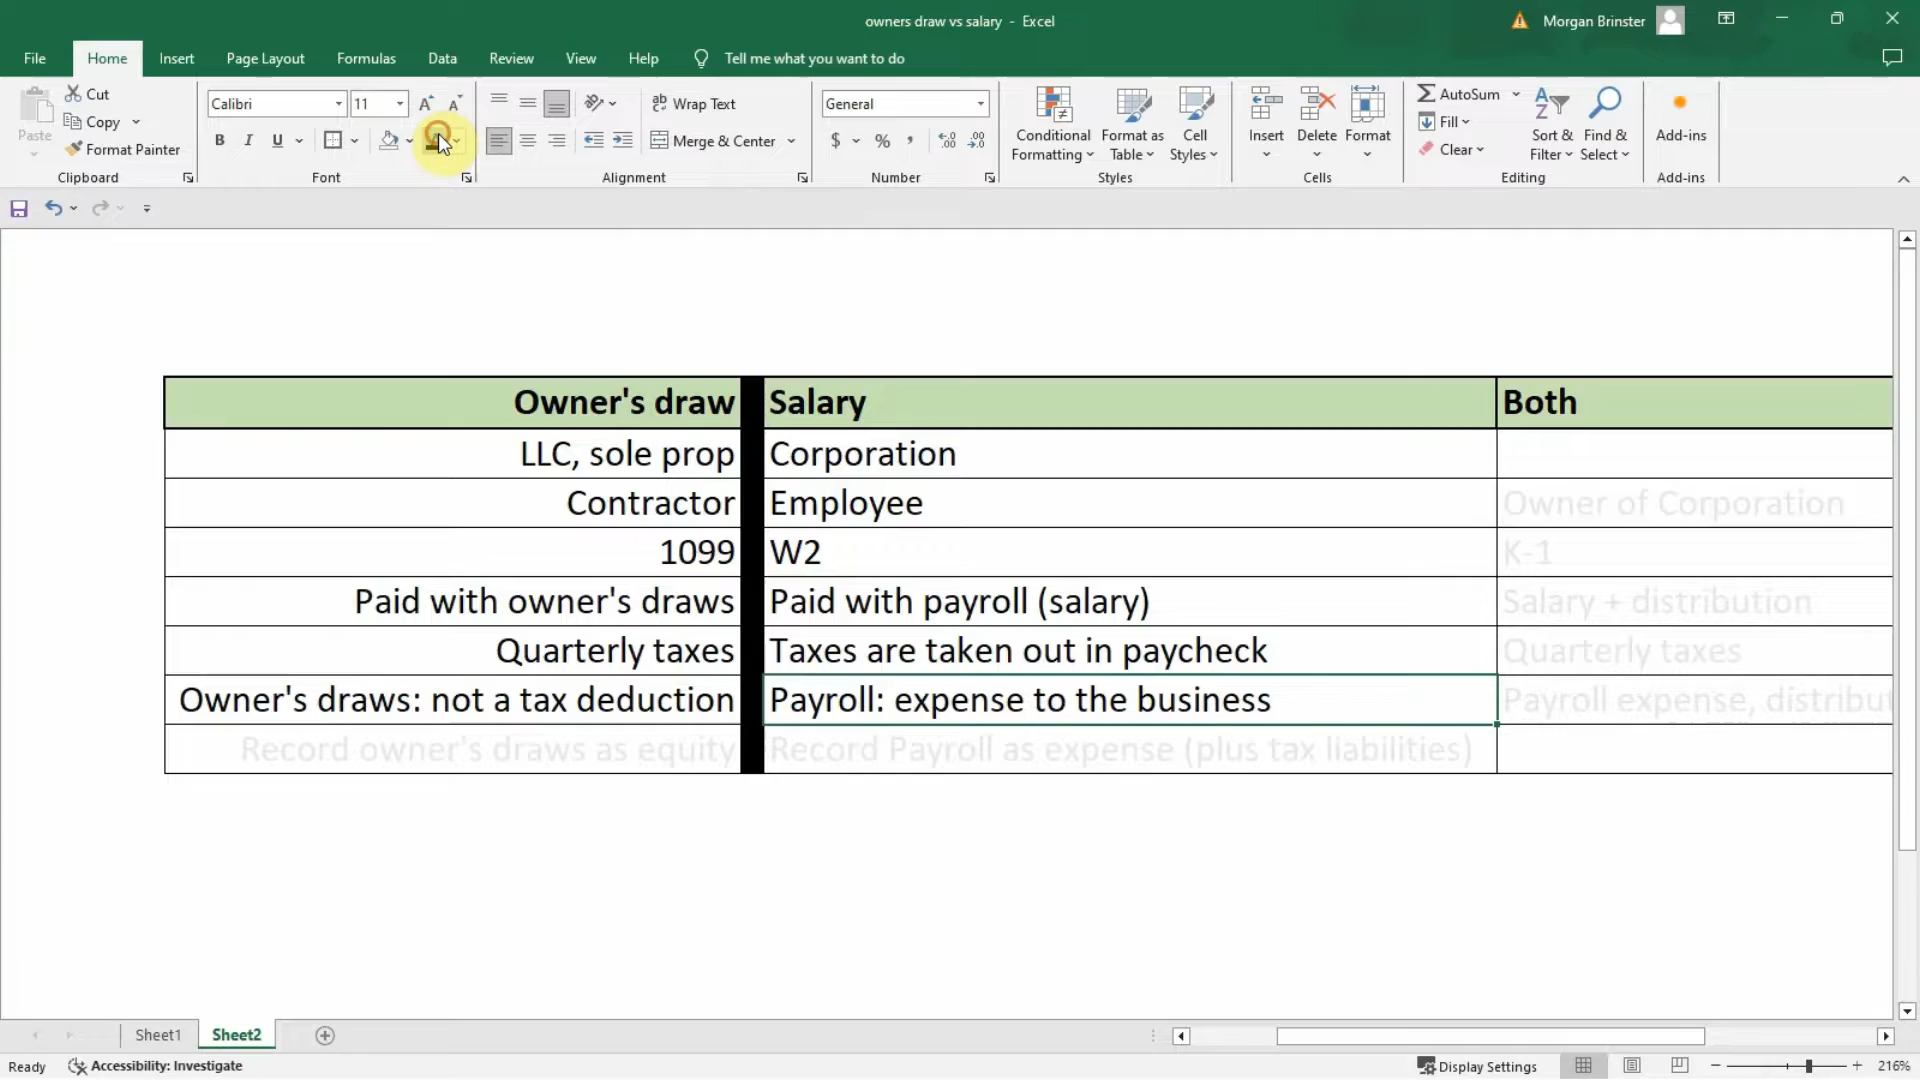 owners draw vs salary - Excel
Morgan Brinster
File Home Insert Page Layout Formulas Data Review View Help Tell me what you want to do
Paste
Cut
Copy
Format Painter
Clipboard
Calibri 11
B I U
Font
Wrap Text
Merge & Center
Alignment
General
$ % ,
Number
Conditional Formatting
Format as Table
Cell Styles
Styles
Insert
Delete
Format
Cells
AutoSum
Fill
Clear
Sort & Filter
Find & Select
Editing
Add-ins
Add-ins
Owner's draw Salary Both
LLC, sole prop Corporation
Contractor Employee Owner of Corporation
1099 W2 K-1
Paid with owner's draws Paid with payroll (salary) Salary + distribution
Quarterly taxes Taxes are taken out in paycheck Quarterly taxes
Owner's draws: not a tax deduction Payroll: expense to the business Payroll expense, distribut
Record owner's draws as equity Record Payroll as expense (plus tax liabilities)
Sheet1 Sheet2
Ready Accessibility: Investigate Display Settings 216%